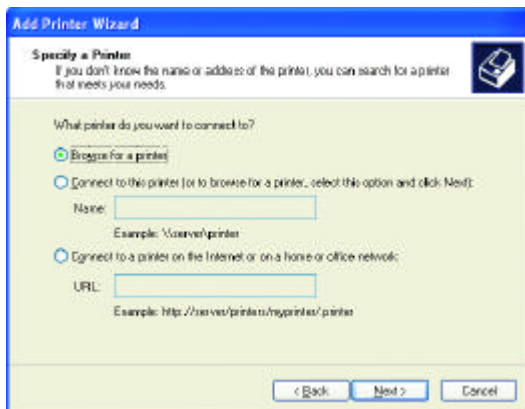 Add Printer Wizard
Specify a Printer
If you don't know the name or address of the printer, you can search for a printer
that meets your needs.
What printer do you want to connect to?
Browse for a printer
Connect to this printer (or to browse for a printer, select this option and click Next):
Name:
Example: \\server\printer
Connect to a printer on the Internet or on a home or office network:
URL:
Example: http://server/printers/myprinter/.printer
< Back
Next >
Cancel